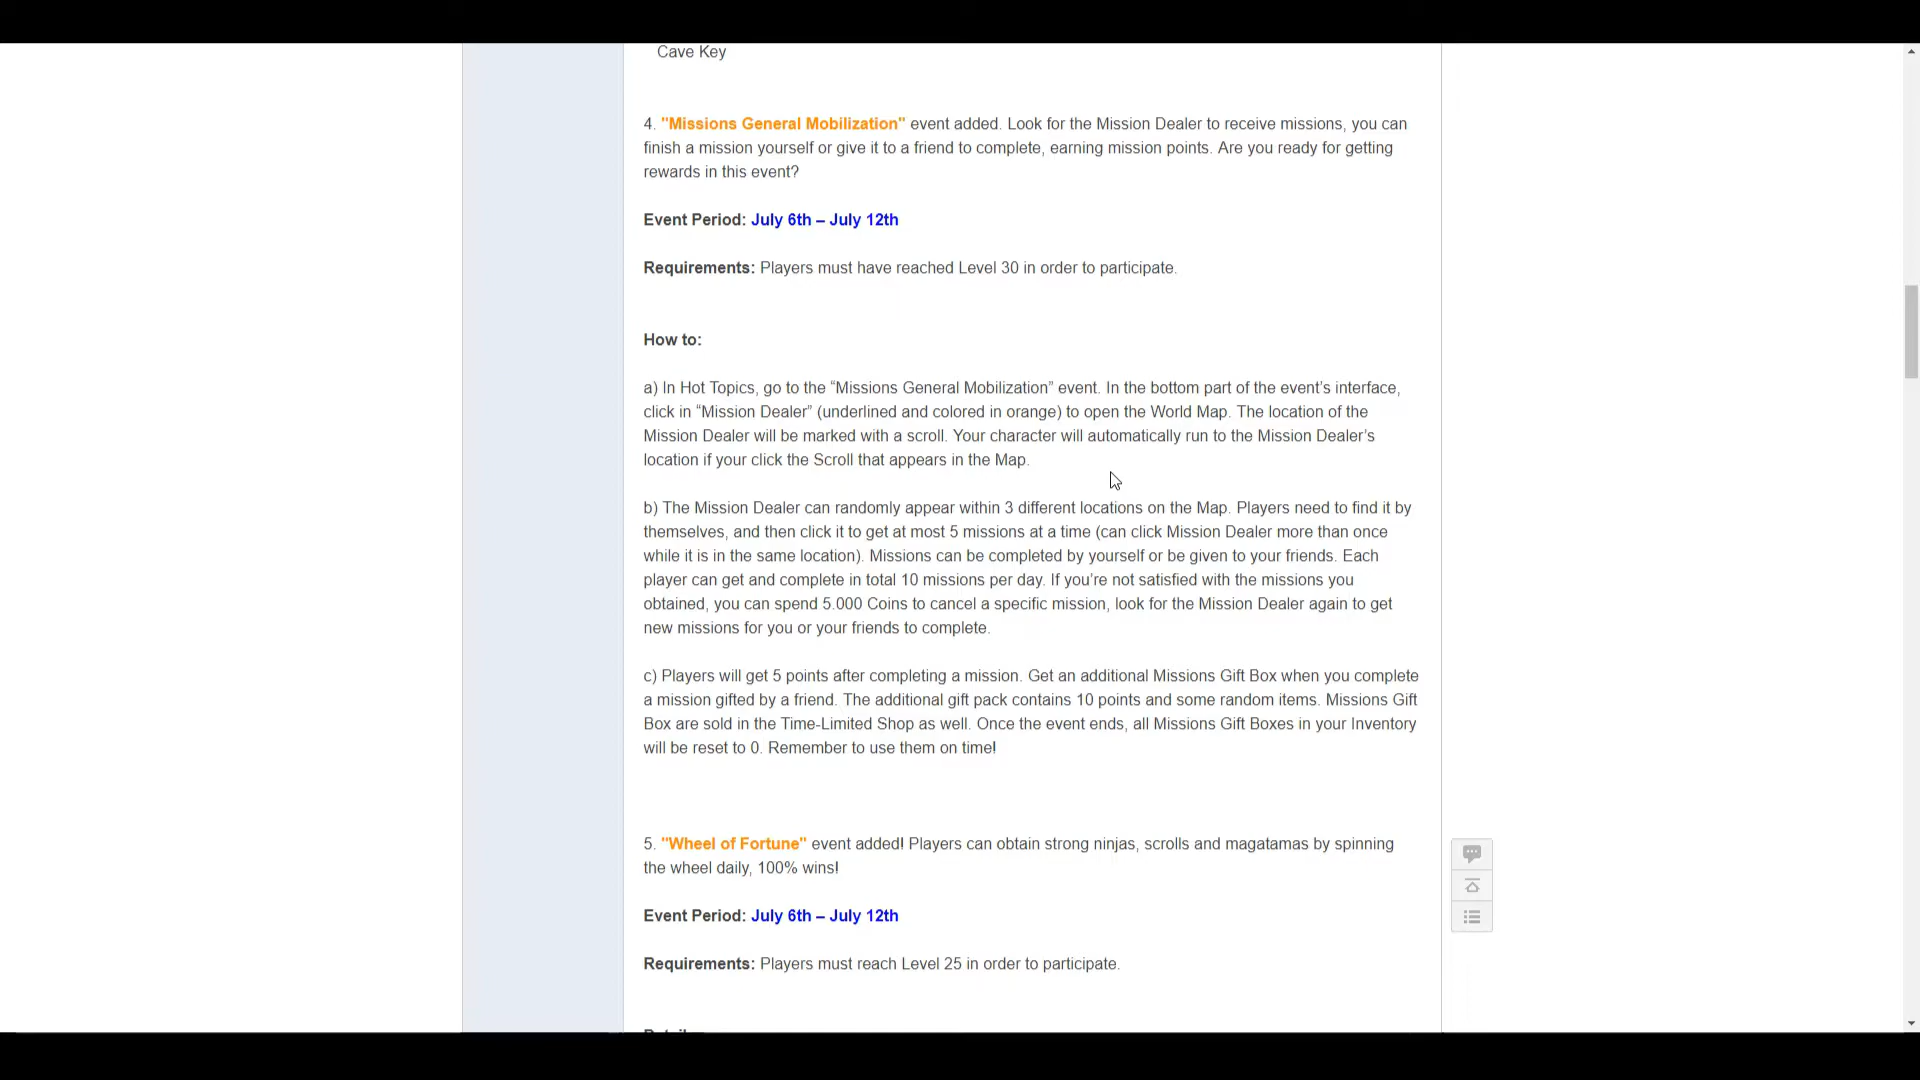 Cave Key
4. "Missions General Mobilization" event added. Look for the Mission Dealer to receive missions, you can
finish a mission yourself or give it to a friend to complete, earning mission points. Are you ready for getting
rewards in this event?
Event Period: July 6th – July 12th
Requirements: Players must have reached Level 30 in order to participate.
How to:
a) In Hot Topics, go to the “Missions General Mobilization” event. In the bottom part of the event’s interface,
click in “Mission Dealer” (underlined and colored in orange) to open the World Map. The location of the
Mission Dealer will be marked with a scroll. Your character will automatically run to the Mission Dealer’s
location if your click the Scroll that appears in the Map.
b) The Mission Dealer can randomly appear within 3 different locations on the Map. Players need to find it by
themselves, and then click it to get at most 5 missions at a time (can click Mission Dealer more than once
while it is in the same location). Missions can be completed by yourself or be given to your friends. Each
player can get and complete in total 10 missions per day. If you’re not satisfied with the missions you
obtained, you can spend 5.000 Coins to cancel a specific mission, look for the Mission Dealer again to get
new missions for you or your friends to complete.
c) Players will get 5 points after completing a mission. Get an additional Missions Gift Box when you complete
a mission gifted by a friend. The additional gift pack contains 10 points and some random items. Missions Gift
Box are sold in the Time-Limited Shop as well. Once the event ends, all Missions Gift Boxes in your Inventory
will be reset to 0. Remember to use them on time!
5. "Wheel of Fortune" event added! Players can obtain strong ninjas, scrolls and magatamas by spinning
the wheel daily, 100% wins!
Event Period: July 6th – July 12th
Requirements: Players must reach Level 25 in order to participate.